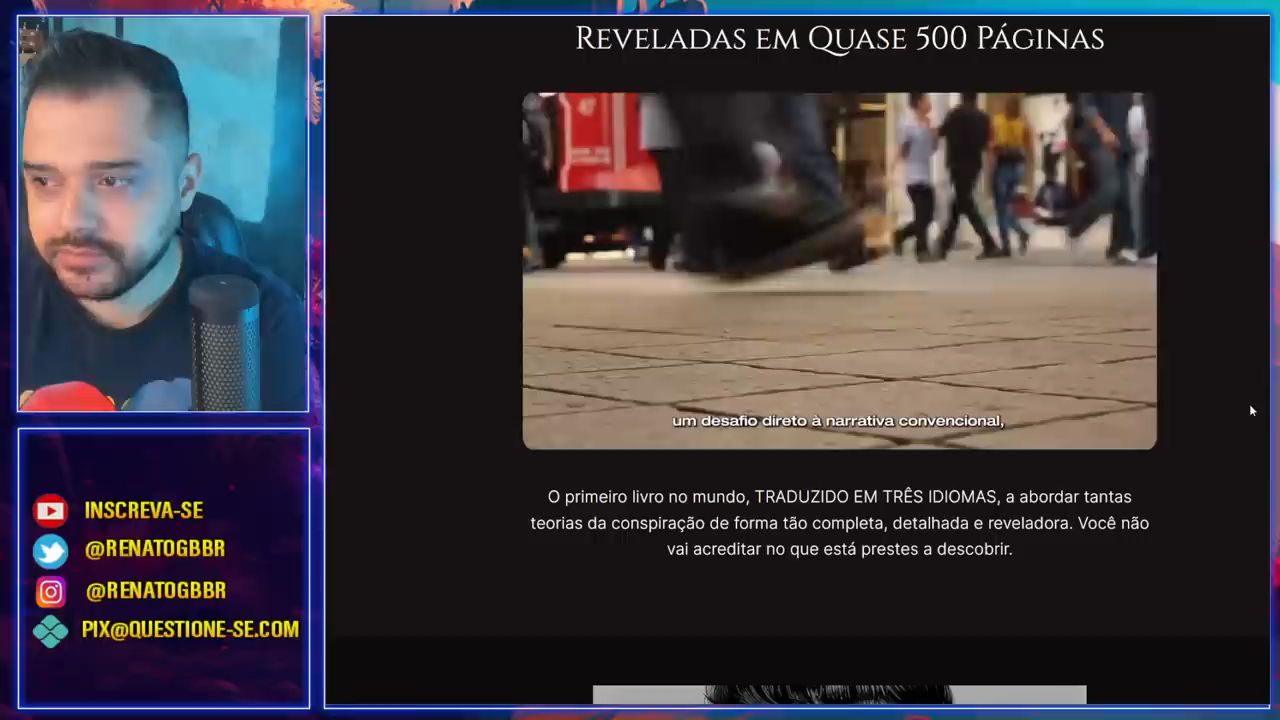 REVELADAS EM QUASE 500 PÁGINAS
um desafio direto à narrativa convencional,
O primeiro livro no mundo, TRADUZIDO EM TRÊS IDIOMAS, a abordar tantas
teorias da conspiração de forma tão completa, detalhada e reveladora. Você não
vai acreditar no que está prestes a descobrir.
INSCREVA-SE
@RENATOGBBR
@RENATOGBBR
PIX@QUESTIONE-SE.COM